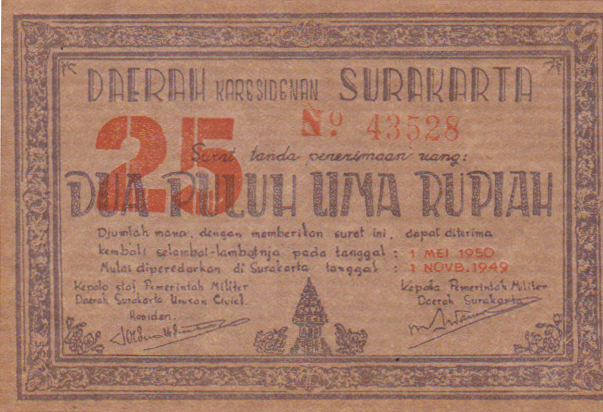 DAERAH KARESIDENAN SURAKARTA
25
Nº 43528
Surat tanda penerimaan uang:
DUA PULUH LIMA RUPIAH
Djumlah mana, dengan memberikan suret ini, dapat diterima
kembali selambat-lambatnja pada tanggal : 1 MEI 1950
Mulai diperedarkan di Surakarta tanggal : 1 NOVB. 1949
Kepala staf Pemerintah Militer
Daerah Surakarta Urusan Civiel.
Residen.
Kepala Pemerintah Militer
Daerah Surakarta